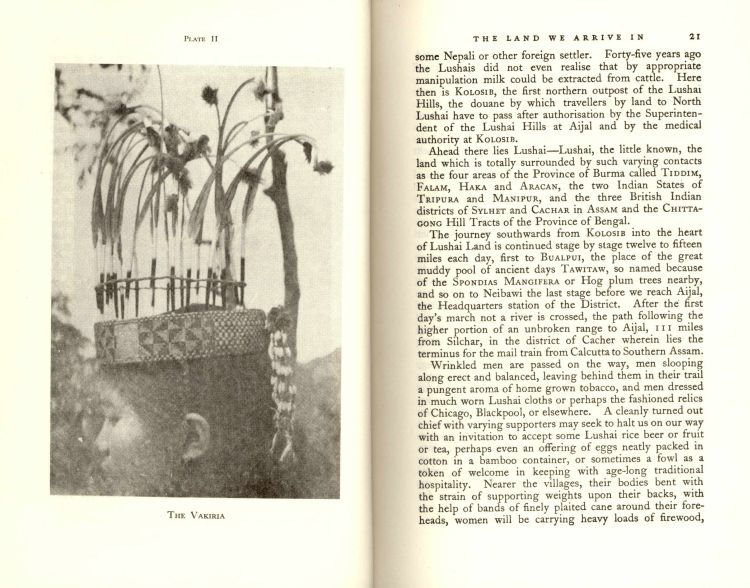 PLATE II
THE VAKIRIA
THE LAND WE ARRIVE IN 21
some Nepali or other foreign settler. Forty-five years ago
the Lushais did not even realise that by appropriate
manipulation milk could be extracted from cattle. Here
then is KOLOSIB, the first northern outpost of the Lushai
Hills, the douane by which travellers by land to North
Lushai have to pass after authorisation by the Superinten-
dent of the Lushai Hills at Aijal and by the medical
authority at KOLOSIB.
Ahead there lies Lushai—Lushai, the little known, the
land which is totally surrounded by such varying contacts
as the four areas of the Province of Burma called TIDDIM,
FALAM, HAKA and ARACAN, the two Indian States of
TRIPURA and MANIPUR, and the three British Indian
districts of SYLHET and CACHAR in ASSAM and the CHITTA-
GONG Hill Tracts of the Province of Bengal.
The journey southwards from KOLOSIB into the heart
of Lushai Land is continued stage by stage twelve to fifteen
miles each day, first to BUALPUI, the place of the great
muddy pool of ancient days TAWITAW, so named because
of the SPONDIAS MANGIFERA or Hog plum trees nearby,
and so on to Neibawi the last stage before we reach Aijal,
the Headquarters station of the District. After the first
day's march not a river is crossed, the path following the
higher portion of an unbroken range to Aijal, 111 miles
from Silchar, in the district of Cacher wherein lies the
terminus for the mail train from Calcutta to Southern Assam.
Wrinkled men are passed on the way, men slooping
along erect and balanced, leaving behind them in their trail
a pungent aroma of home grown tobacco, and men dressed
in much worn Lushai cloths or perhaps the fashioned relics
of Chicago, Blackpool, or elsewhere. A cleanly turned out
chief with varying supporters may seek to halt us on our way
with an invitation to accept some Lushai rice beer or fruit
or tea, perhaps even an offering of eggs neatly packed in
cotton in a bamboo container, or sometimes a fowl as a
token of welcome in keeping with age-long traditional
hospitality. Nearer the villages, their bodies bent with
the strain of supporting weights upon their backs, with
the help of bands of finely plaited cane around their fore-
heads, women will be carrying heavy loads of firewood,